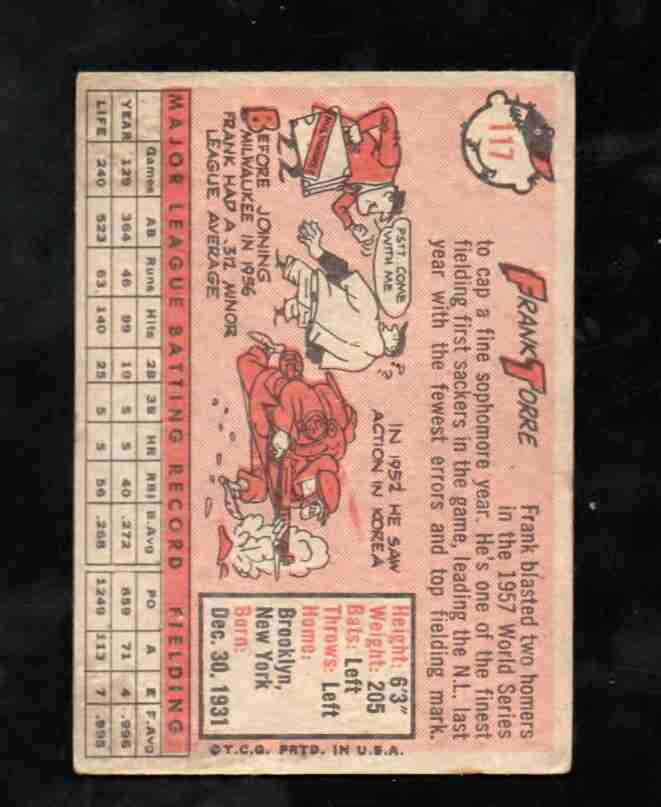 117
FRANK TORRE
Frank blasted two homers
in the 1957 World Series
to cap a fine sophomore year. He's one of the finest
fielding first sackers in the game, leading the N.L. last
year with the fewest errors and top fielding mark.
PSTT. COME
WITH ME
BEFORE JOINING
MILWAUKEE IN 1956
FRANK HAD A .312 MINOR
LEAGUE AVERAGE
IN 1952 HE SAW
ACTION IN KOREA
Height: 6'3"
Weight: 205
Bats: Left
Throws: Left
Home:
Brooklyn,
New York
Born:
Dec. 30, 1931
©T.C.G. PRTD. IN U.S.A.
MAJOR LEAGUE BATTING RECORD FIELDING
Games AB Runs Hits 2B 3B HR RBI B.Avg PO A E F.Avg
YEAR 129 364 46 99 19 5 5 40 .272 859 71 4 .996
LIFE 240 523 63 140 25 5 5 56 .268 1249 113 7 .995